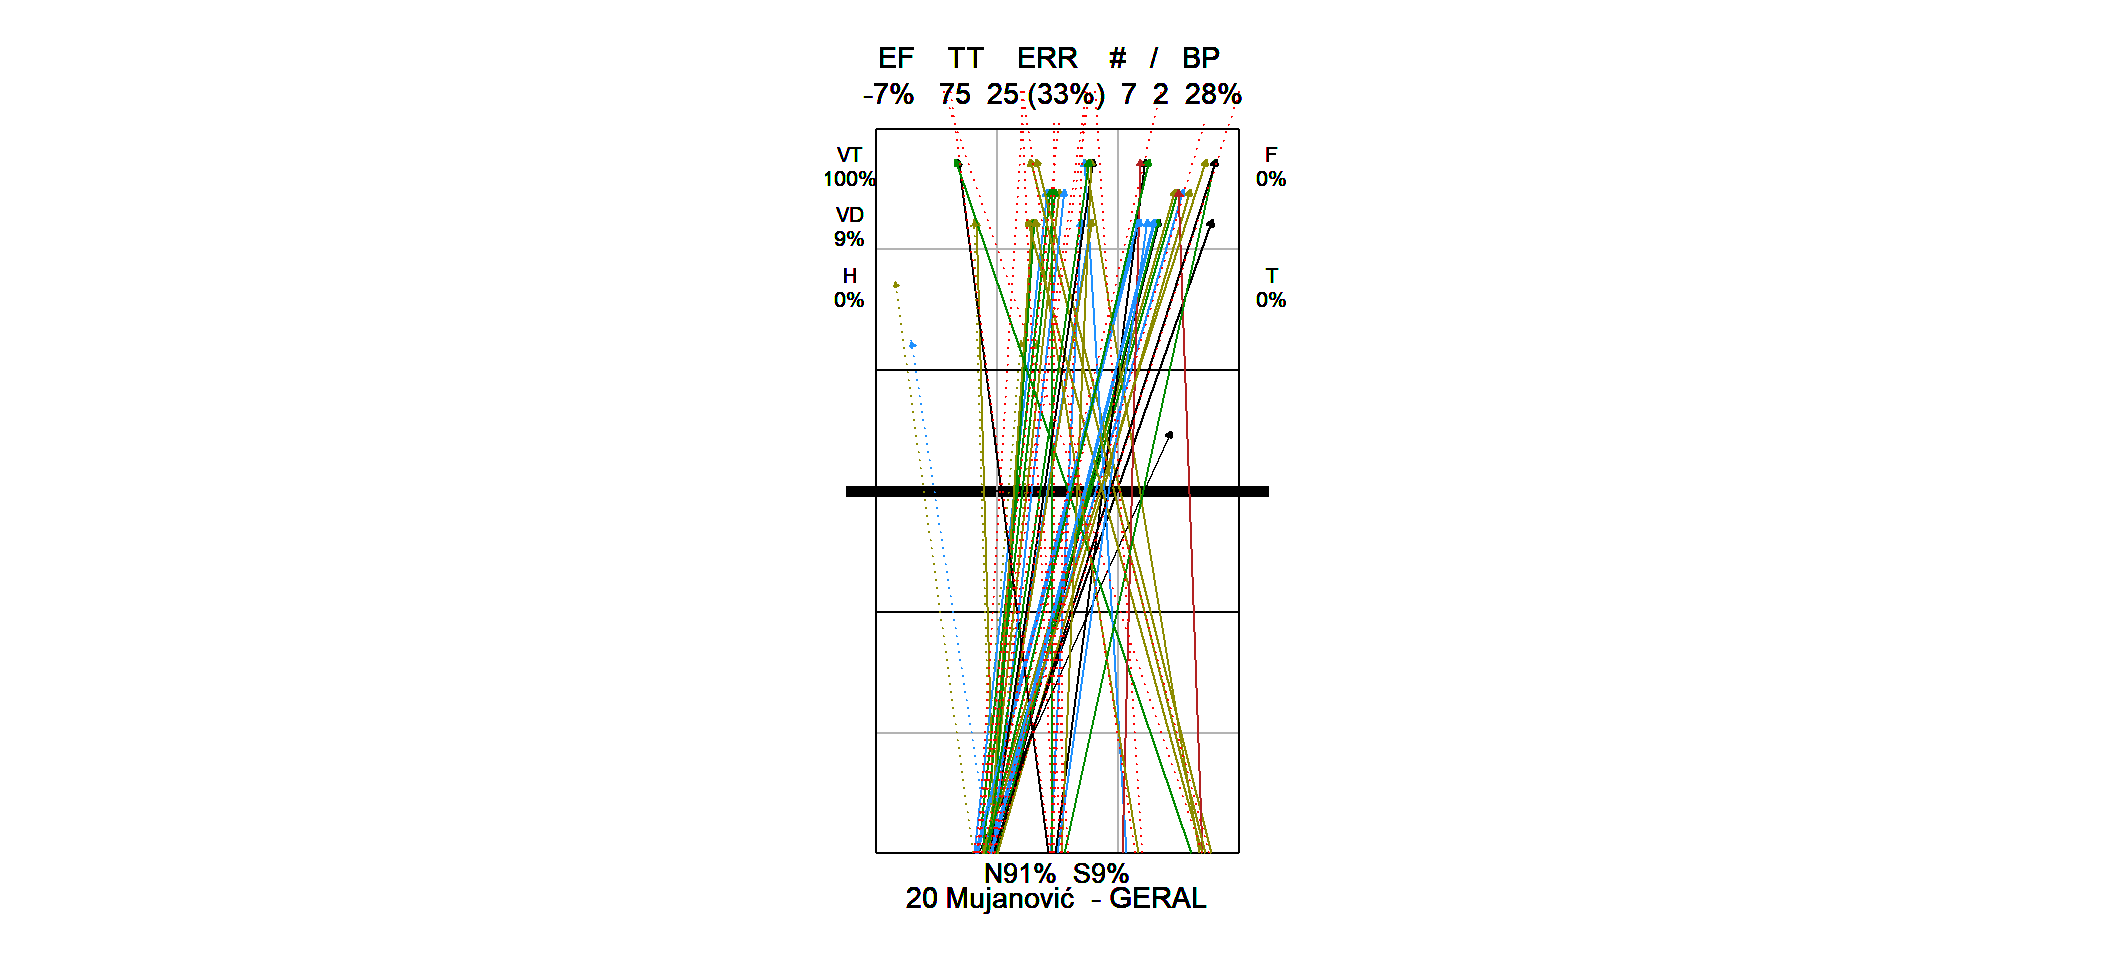 EF TT ERR # / BP
-7% 75 25 (33%) 7 2 28%
VT
100%
F
0%
VD
9%
H
0%
T
0%
N91% S9%
20 Mujanović - GERAL